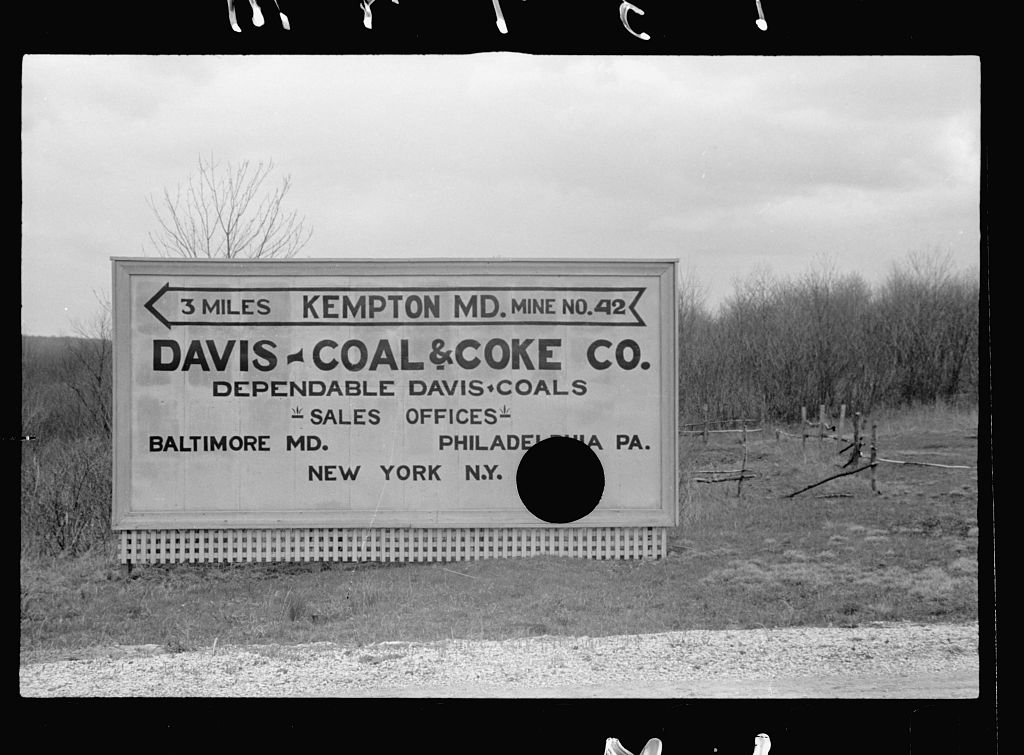 3 MILES KEMPTON MD. MINE NO. 42
DAVIS - COAL & COKE CO.
DEPENDABLE DAVIS COALS
SALES OFFICES
BALTIMORE MD. PHILADELPHIA PA.
NEW YORK N.Y.